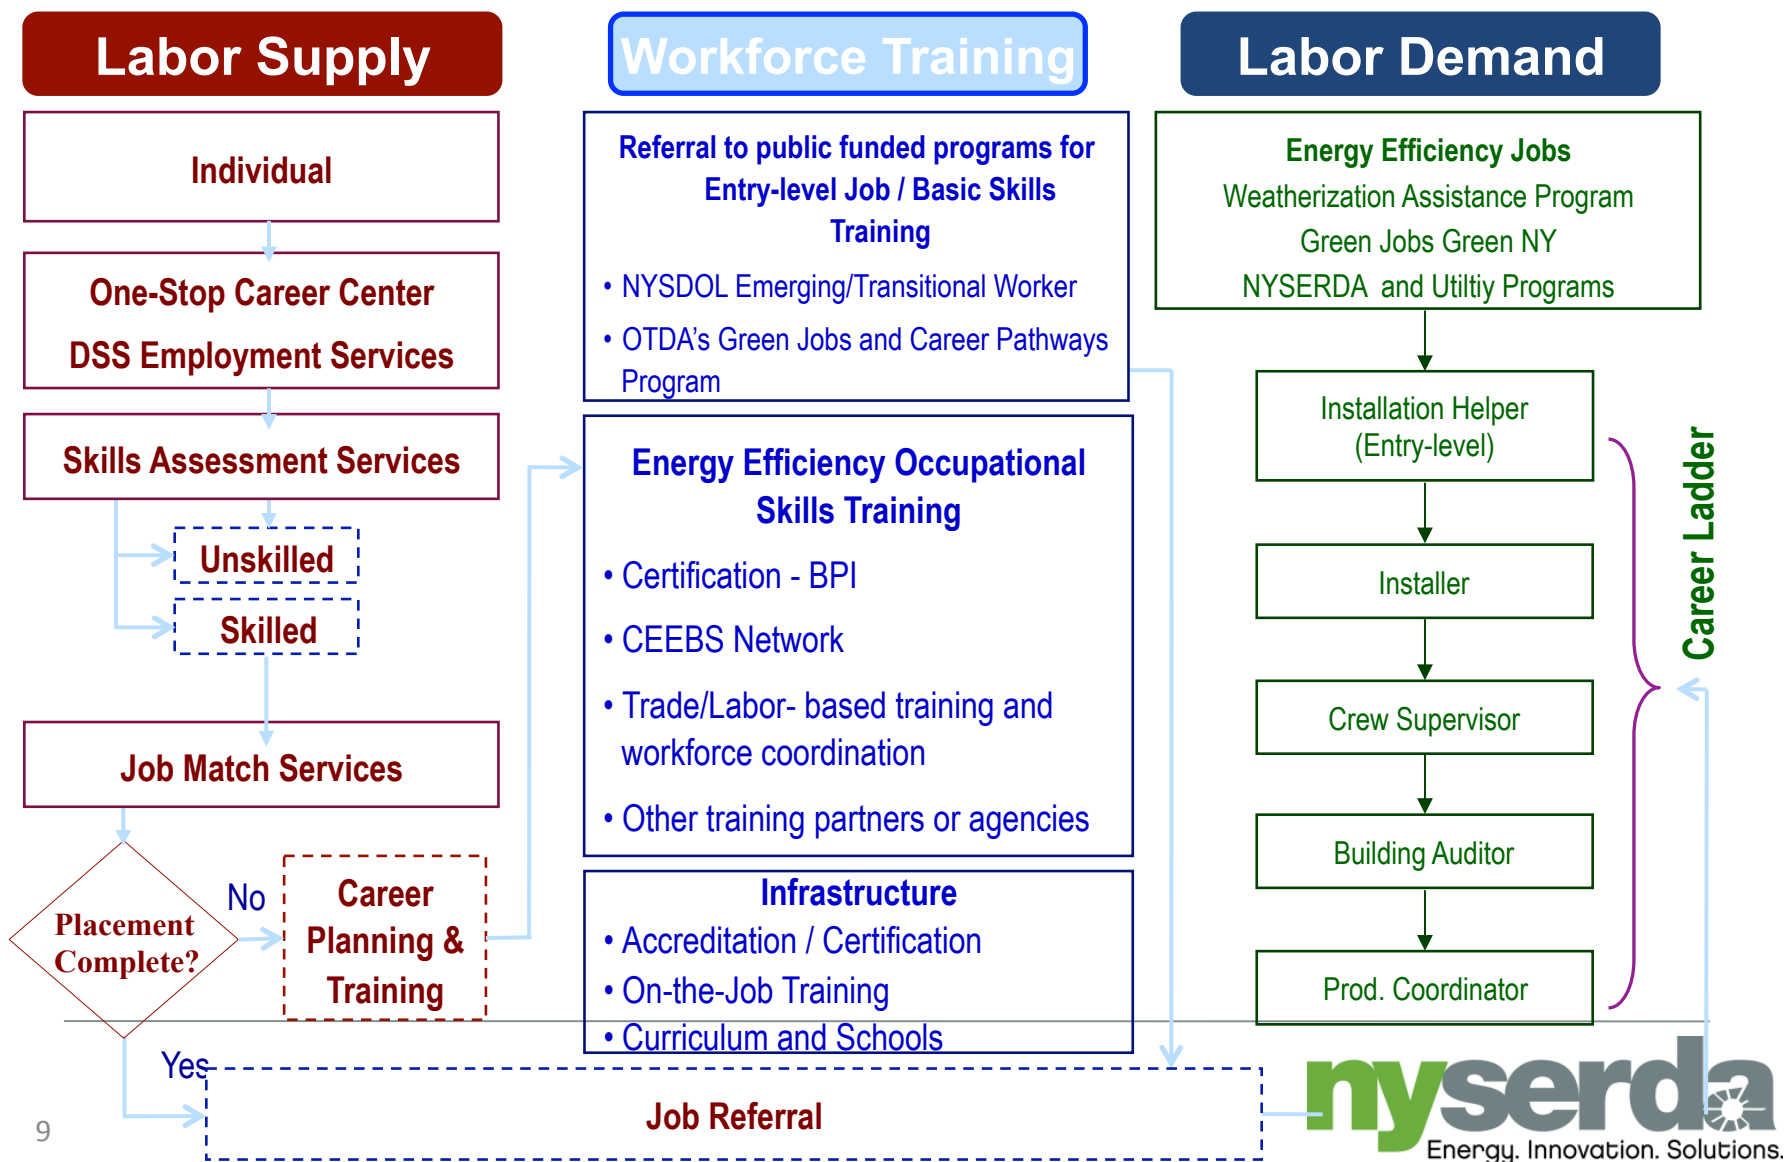 Labor Supply
Workforce Training
Labor Demand
Individual
One-Stop Career Center
DSS Employment Services
Skills Assessment Services
Unskilled
Skilled
Job Match Services
Placement
Complete?
No
Yes
Career
Planning &
Training
Referral to public funded programs for
Entry-level Job / Basic Skills
Training
• NYSDOL Emerging/Transitional Worker
• OTDA’s Green Jobs and Career Pathways
Program
Energy Efficiency Occupational
Skills Training
• Certification - BPI
• CEEBS Network
• Trade/Labor- based training and
workforce coordination
• Other training partners or agencies
Infrastructure
• Accreditation / Certification
• On-the-Job Training
• Curriculum and Schools
Energy Efficiency Jobs
Weatherization Assistance Program
Green Jobs Green NY
NYSERDA  and Utiltiy Programs
Installation Helper
(Entry-level)
Installer
Crew Supervisor
Building Auditor
Prod. Coordinator
Career Ladder
Job Referral
9
nyserda
Energy. Innovation. Solutions.